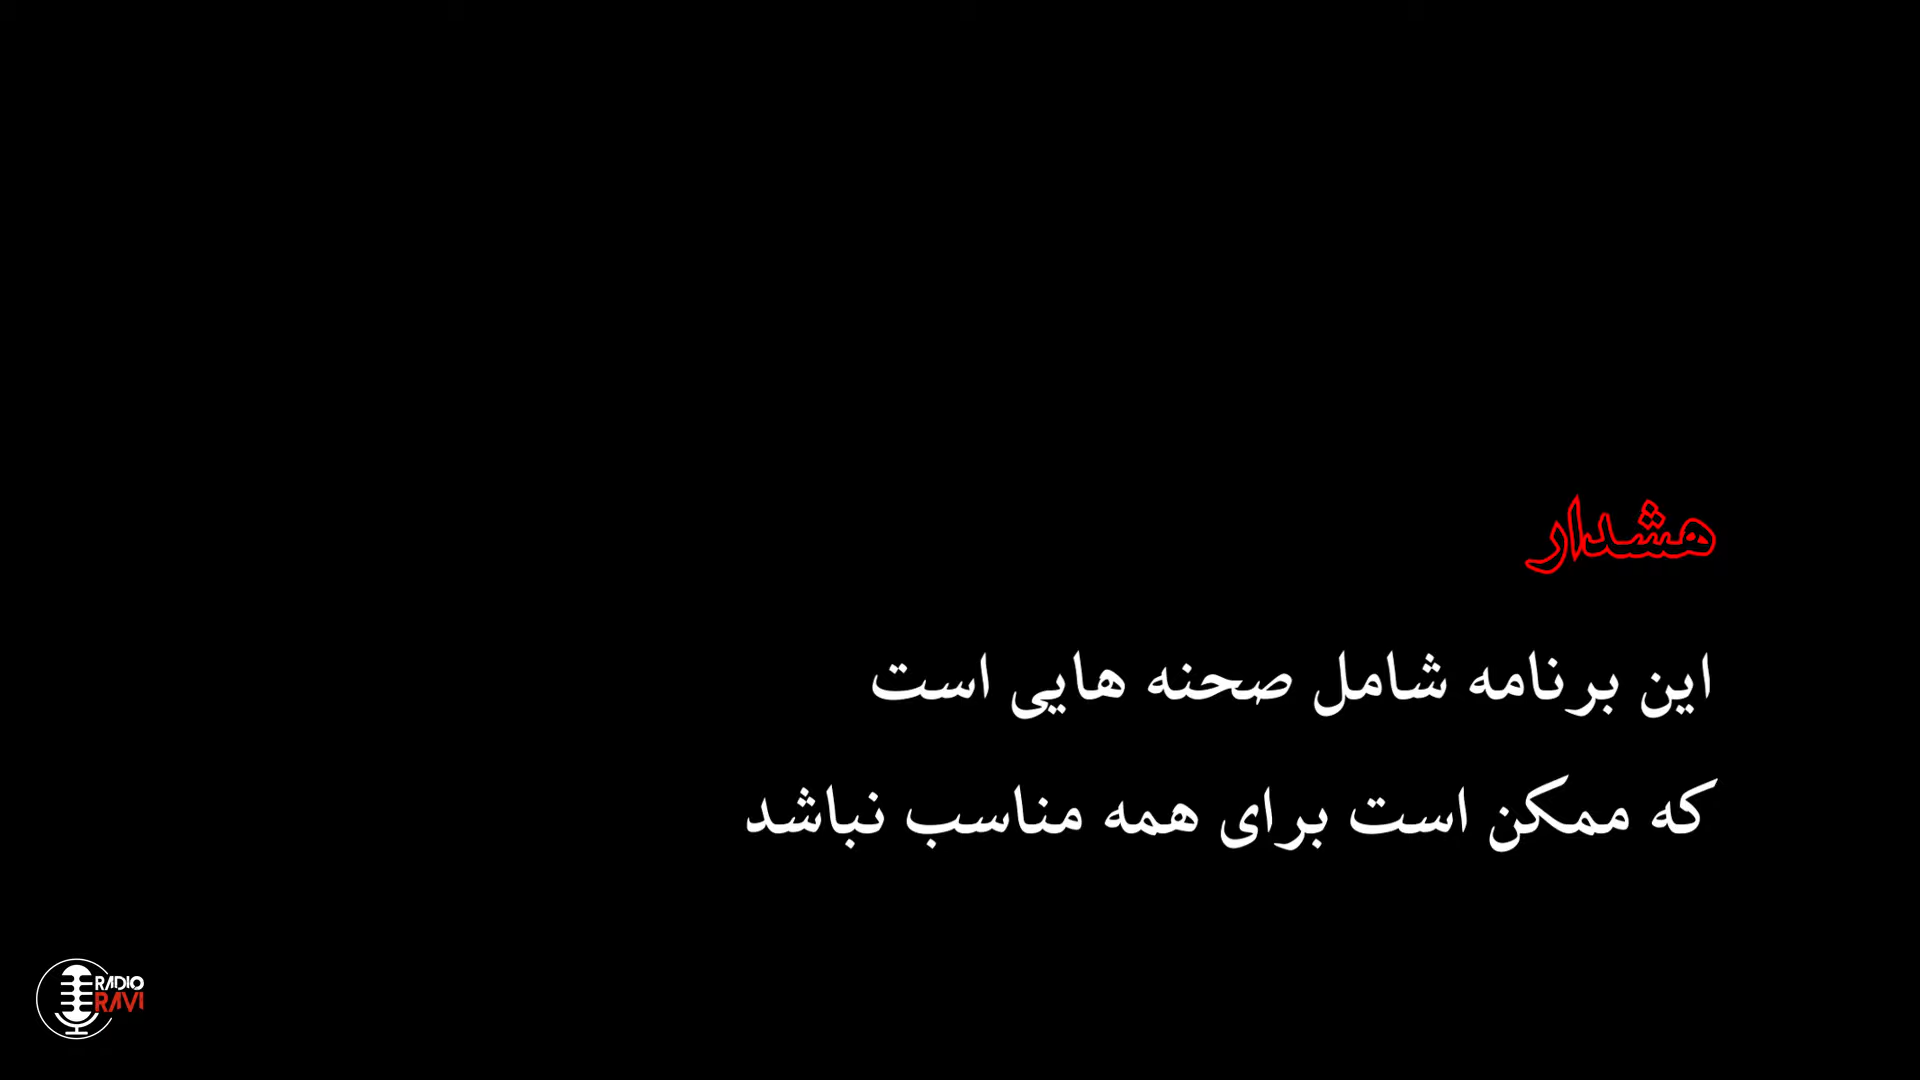 هشدار
این برنامه شامل صحنه هایی است
که ممکن است برای همه مناسب نباشد
RADIO
RAVI